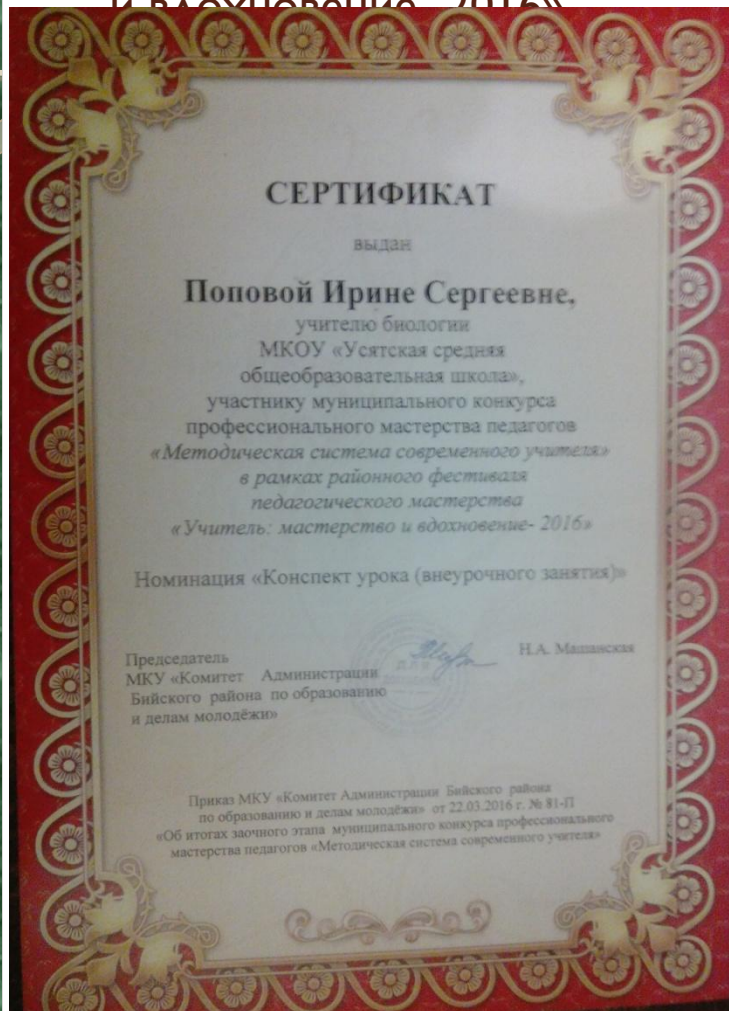 и вдохновение- 2016»
СЕРТИФИКАТ
выдан
Поповой Ирине Сергеевне,
учителю биологии
МКОУ «Усятская средняя
общеобразовательная школа»,
участнику муниципального конкурса
профессионального мастерства педагогов
«Методическая система современного учителя»
в рамках районного фестиваля
педагогического мастерства
«Учитель: мастерство и вдохновение- 2016»
Номинация «Конспект урока (внеурочного занятия)»
Председатель
МКУ «Комитет Администрации
Бийского района по образованию
и делам молодёжи»
Н.А. Машанская
Приказ МКУ «Комитет Администрации Бийского района
по образованию и делам молодёжи» от 22.03.2016 г. № 81-П
«Об итогах заочного этапа муниципального конкурса профессионального
мастерства педагогов «Методическая система современного учителя»